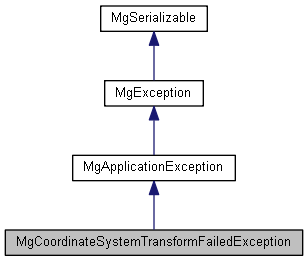 MgSerializable
MgException
MgApplicationException
MgCoordinateSystemTransformFailedException